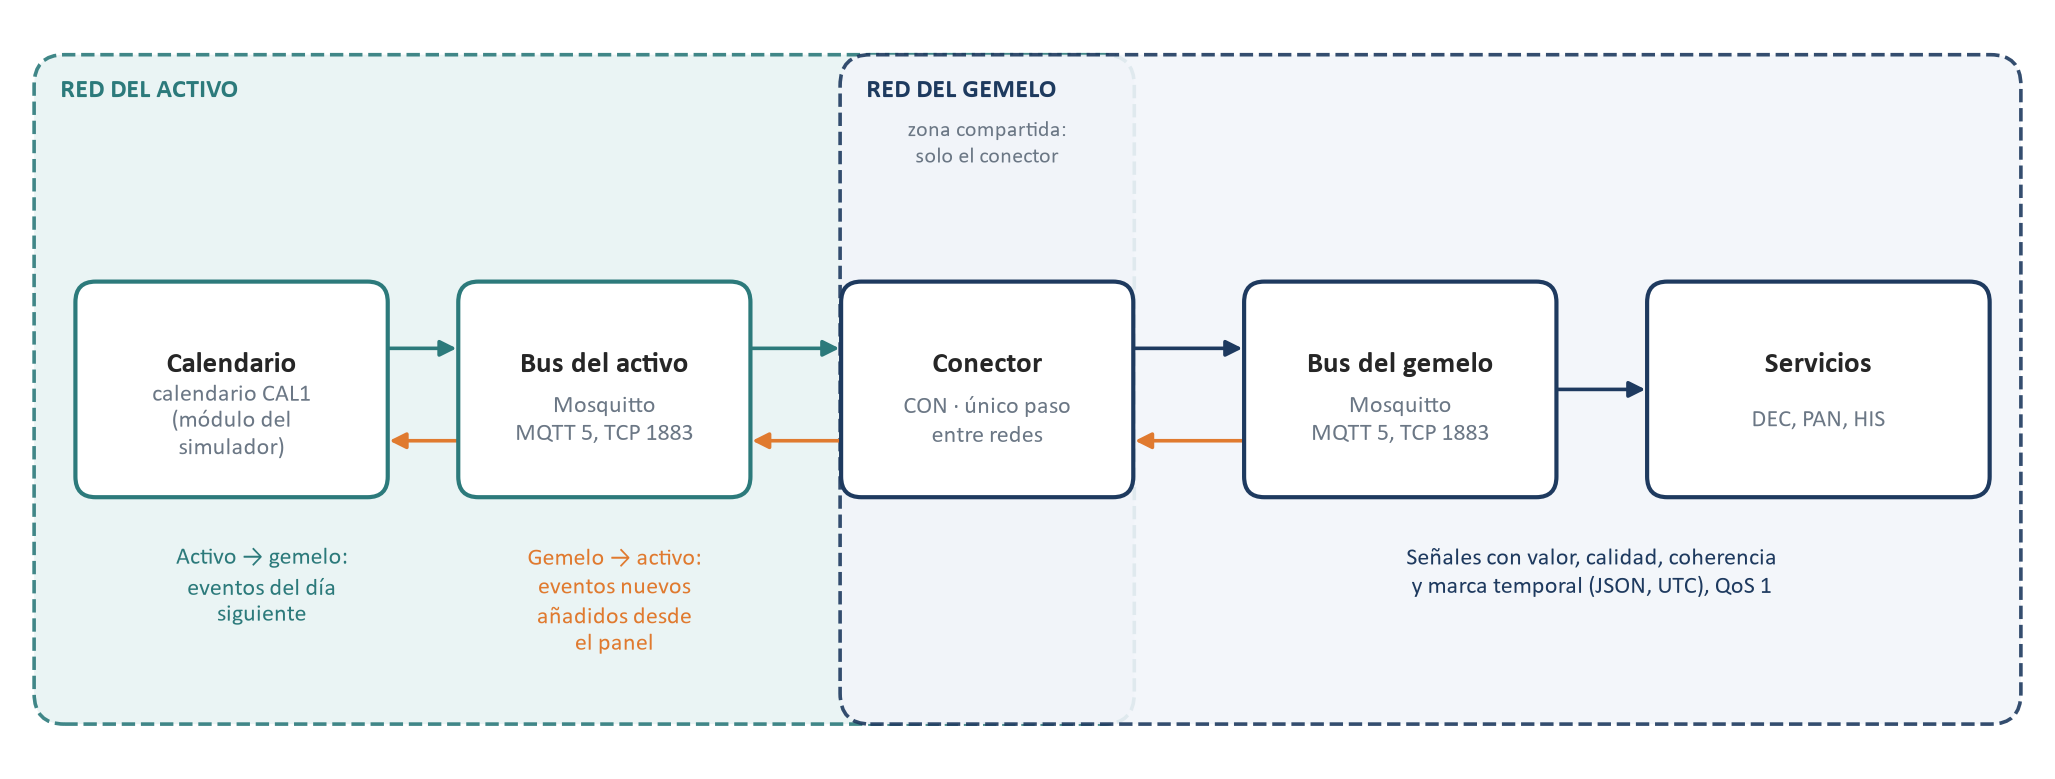 RED DEL ACTIVO
RED DEL GEMELO
zona compartida:
solo el conector
Calendario
calendario CAL1
(módulo del
simulador)
Bus del activo
Mosquitto
MQTT 5, TCP 1883
Conector
CON · único paso
entre redes
Bus del gemelo
Mosquitto
MQTT 5, TCP 1883
Servicios
DEC, PAN, HIS
Activo → gemelo:
eventos del día
siguiente
Gemelo → activo:
eventos nuevos
añadidos desde
el panel
Señales con valor, calidad, coherencia
y marca temporal (JSON, UTC), QoS 1